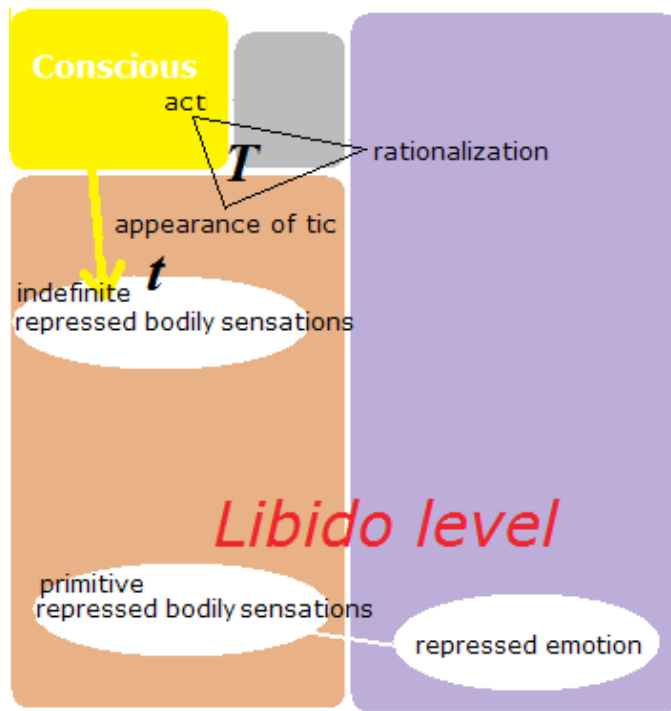 Conscious
act
T
rationalization
appearance of tic
t
indefinite
repressed bodily sensations
Libido level
primitive
repressed bodily sensations
repressed emotion